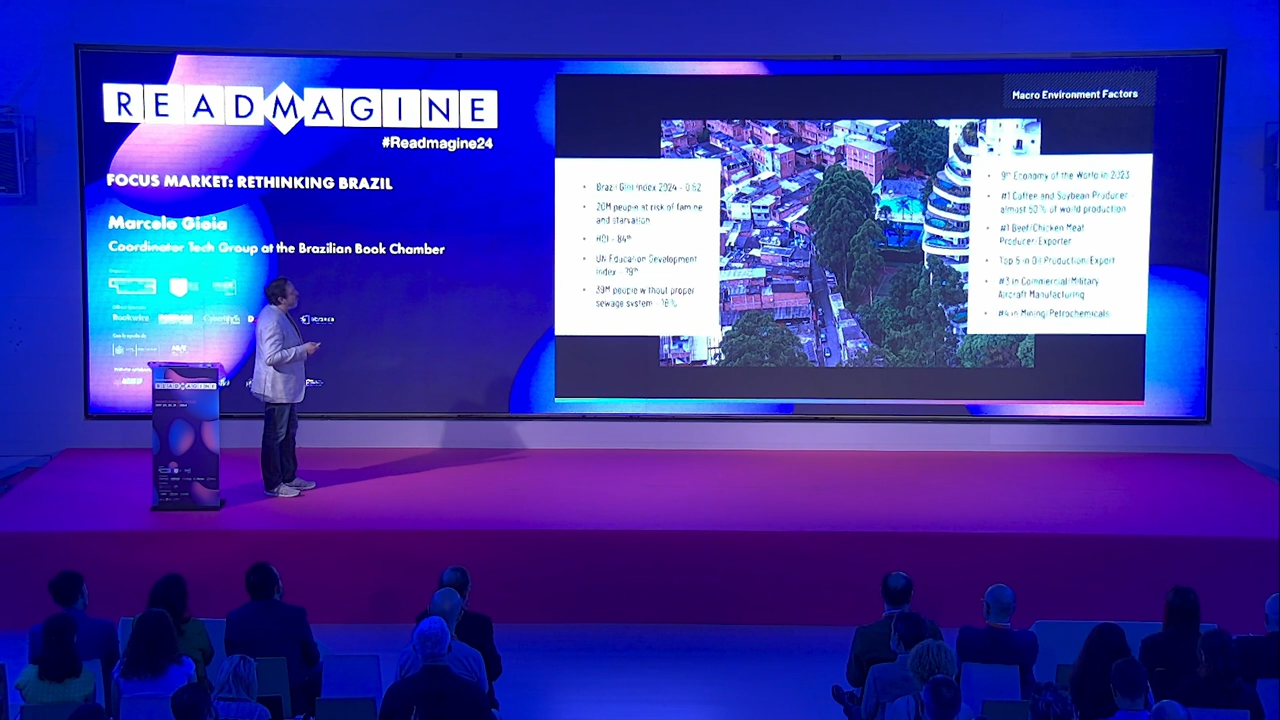 READMAGINE
#Readmagine24
FOCUS MARKET: RETHINKING BRAZIL
Marcelo Gioia
Coordinator Tech Group at the Brazilian Book Chamber
Bookwire
READMAGINE
Macro Environment Factors
• Brazil Gini Index 2024 - 0.52
• 20M people at risk of famine
and starvation
• HDI - 84th
• UN Education Development
Index - 79th
• 39M people without proper
sewage system - 18%
• 9th Economy of the World in 2023
• #1 Coffee and Soybean Producer -
almost 50% of world production
• #1 Beef/Chicken Meat
Producer/Exporter
• Top 5 in Oil Production/Export
• #3 in Commercial/Military
Aircraft Manufacturing
• #4 in Mining/Petrochemicals